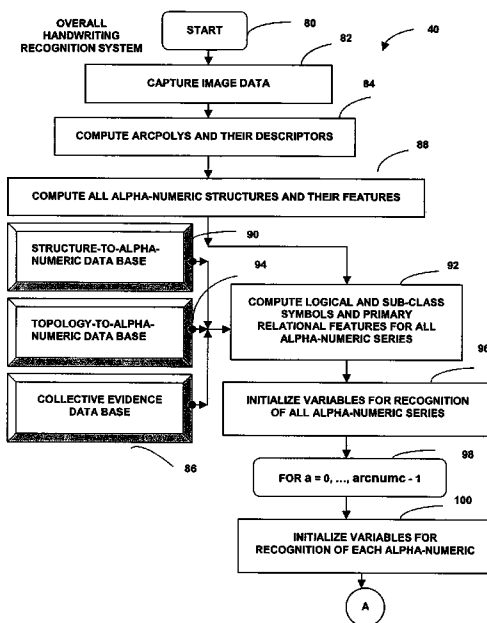 OVERALL
HANDWRITING
RECOGNITION SYSTEM
START
80
40
82
CAPTURE IMAGE DATA
84
COMPUTE ARCPOLYS AND THEIR DESCRIPTORS
88
COMPUTE ALL ALPHA-NUMERIC STRUCTURES AND THEIR FEATURES
90
STRUCTURE-TO-ALPHA-
NUMERIC DATA BASE
94
TOPOLOGY-TO-ALPHA-
NUMERIC DATA BASE
COLLECTIVE EVIDENCE
DATA BASE
86
92
COMPUTE LOGICAL AND SUB-CLASS
SYMBOLS AND PRIMARY
RELATIONAL FEATURES FOR ALL
ALPHA-NUMERIC SERIES
96
INITIALIZE VARIABLES FOR RECOGNITION
OF ALL ALPHA-NUMERIC SERIES
98
FOR a = 0, ..., arcnumc - 1
100
INITIALIZE VARIABLES FOR
RECOGNITION OF EACH ALPHA-NUMERIC
A